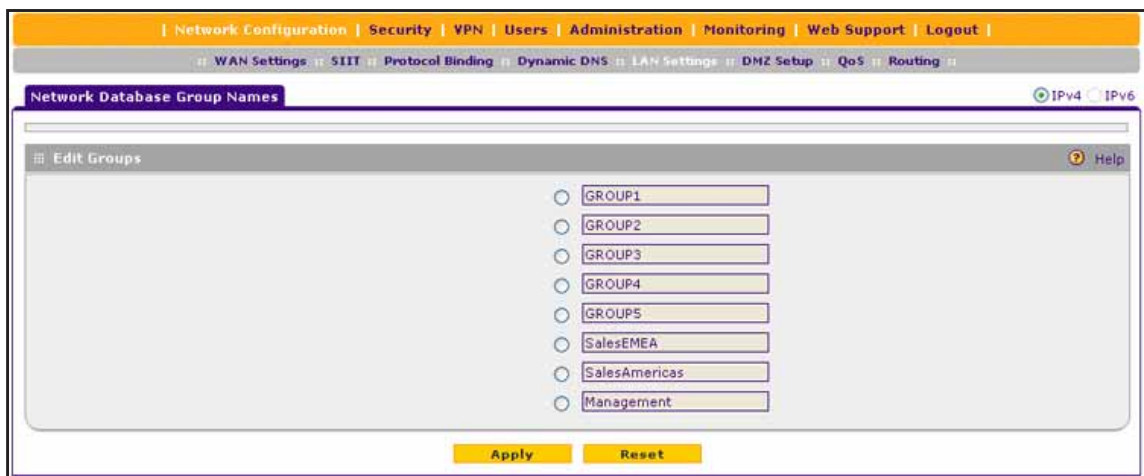 | Network Configuration | Security | VPN | Users | Administration | Monitoring | Web Support | Logout |
:: WAN Settings :: SIIT :: Protocol Binding :: Dynamic DNS :: LAN Settings :: DMZ Setup :: QoS :: Routing ::
Network Database Group Names IPv4 IPv6
Edit Groups ? Help
GROUP1
GROUP2
GROUP3
GROUP4
GROUP5
SalesEMEA
SalesAmericas
Management
Apply Reset